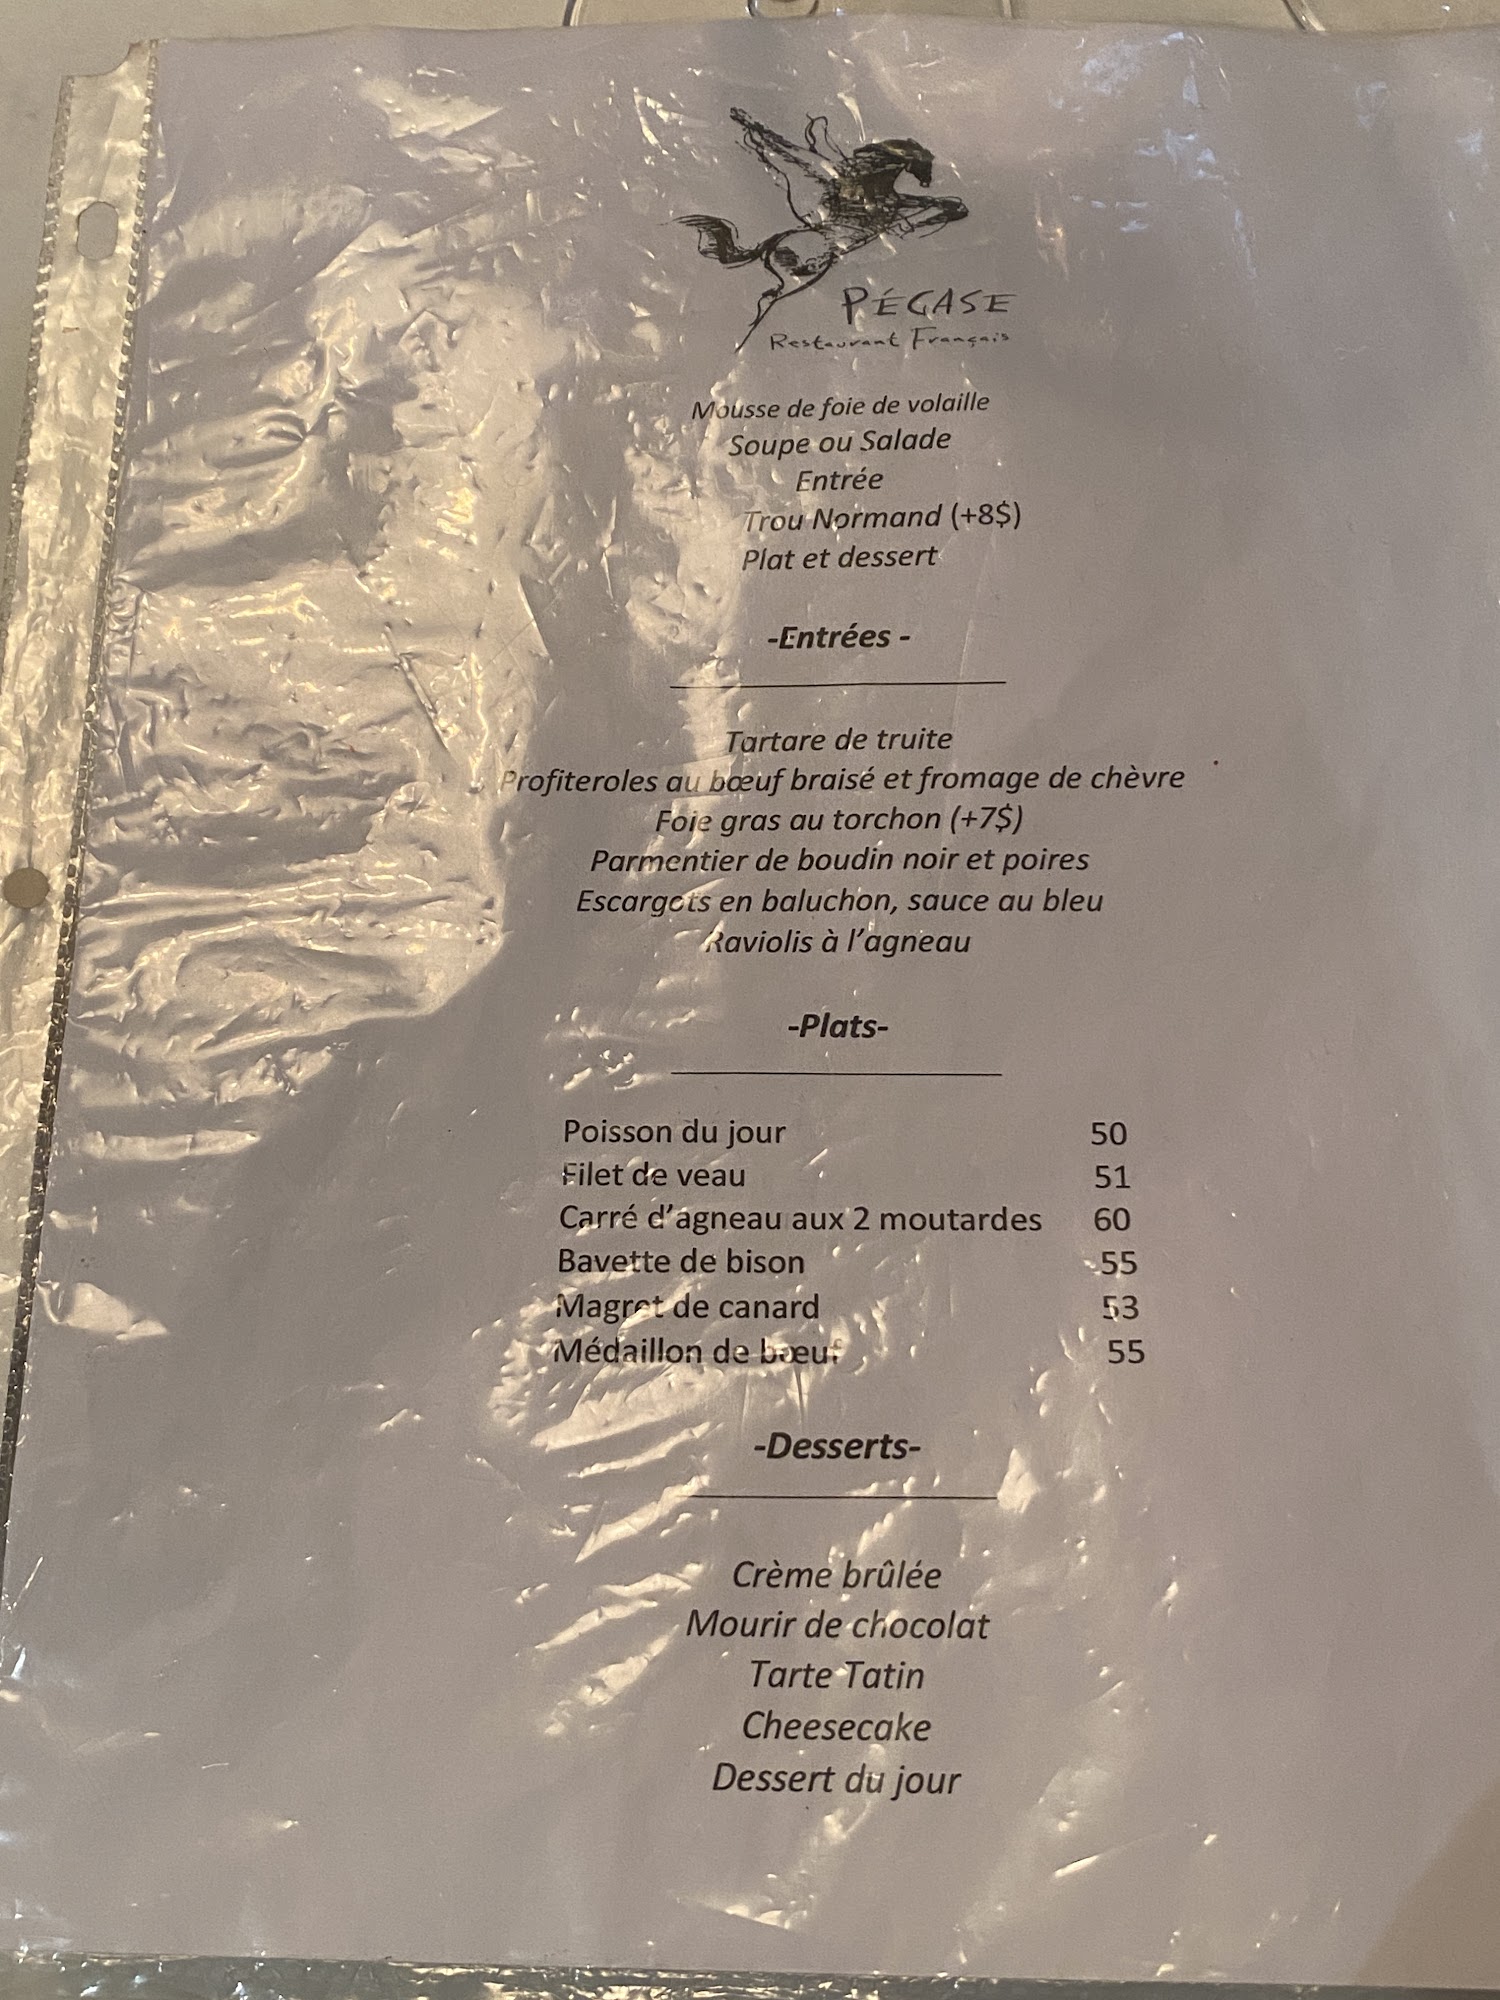 PÉGASE
Restaurant Français
Mousse de foie de volaille
Soupe ou Salade
Entrée
Trou Normand (+8$)
Plat et dessert
-Entrées -
Tartare de truite
Profiteroles au bœuf braisé et fromage de chèvre
Foie gras au torchon (+7$)
Parmentier de boudin noir et poires
Escargots en baluchon, sauce au bleu
Raviolis à l'agneau
-Plats-
Poisson du jour 50
Filet de veau 51
Carré d'agneau aux 2 moutardes 60
Bavette de bison 55
Magret de canard 53
Médaillon de bœuf 55
-Desserts-
Crème brûlée
Mourir de chocolat
Tarte Tatin
Cheesecake
Dessert du jour